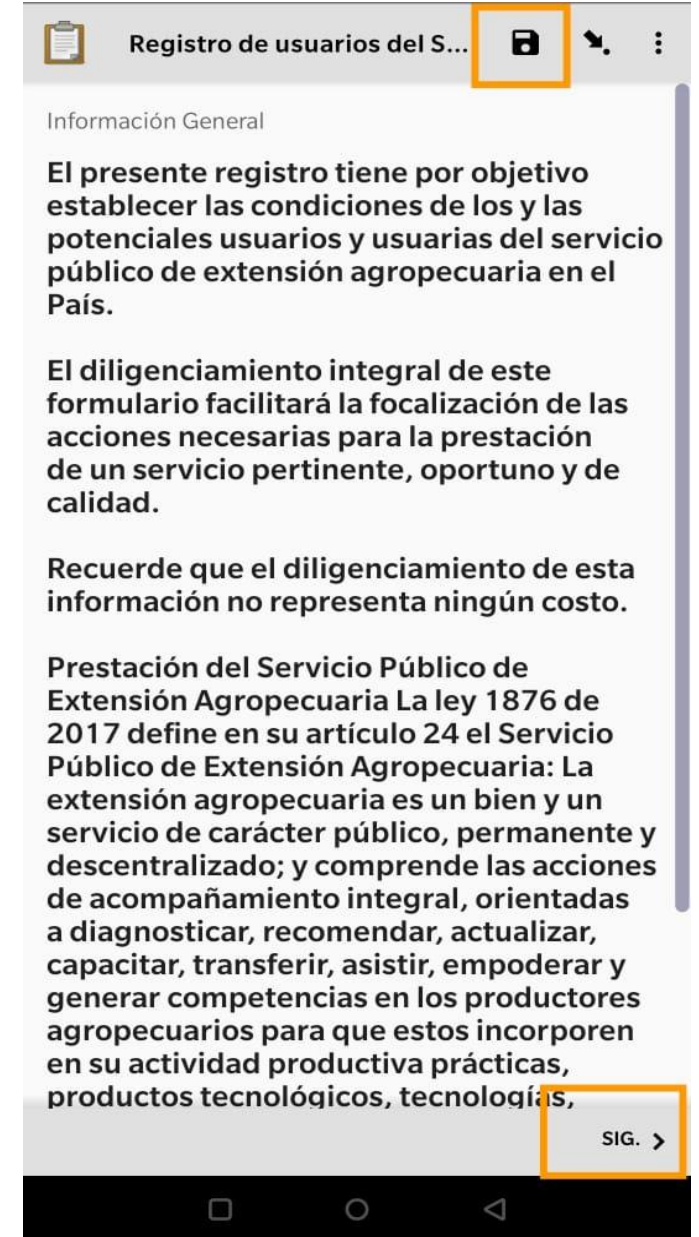 Registro de usuarios del S...
Información General
El presente registro tiene por objetivo
establecer las condiciones de los y las
potenciales usuarios y usuarias del servicio
público de extensión agropecuaria en el
País.
El diligenciamiento integral de este
formulario facilitará la focalización de las
acciones necesarias para la prestación
de un servicio pertinente, oportuno y de
calidad.
Recuerde que el diligenciamiento de esta
información no representa ningún costo.
Prestación del Servicio Público de
Extensión Agropecuaria La ley 1876 de
2017 define en su artículo 24 el Servicio
Público de Extensión Agropecuaria: La
extensión agropecuaria es un bien y un
servicio de carácter público, permanente y
descentralizado; y comprende las acciones
de acompañamiento integral, orientadas
a diagnosticar, recomendar, actualizar,
capacitar, transferir, asistir, empoderar y
generar competencias en los productores
agropecuarios para que estos incorporen
en su actividad productiva prácticas,
productos tecnológicos, tecnologías,
SIG.